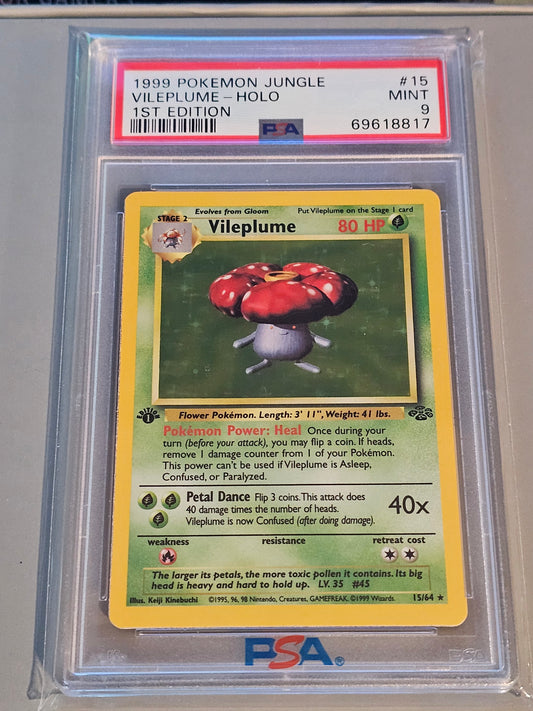 1999 POKEMON JUNGLE #15
VILEPLUME - HOLO MINT
1ST EDITION 9
PSA 69618817
Evolves from Gloom Put Vileplume on the Stage 1 card
STAGE 2 Vileplume 80 HP
EDITION 1
Flower Pokémon. Length: 3' 11", Weight: 41 lbs.
Pokémon Power: Heal Once during your
turn (before your attack), you may flip a coin. If heads,
remove 1 damage counter from 1 of your Pokémon.
This power can't be used if Vileplume is Asleep,
Confused, or Paralyzed.
Petal Dance Flip 3 coins. This attack does
40 damage times the number of heads. 40x
Vileplume is now Confused (after doing damage).
weakness resistance retreat cost
The larger its petals, the more toxic pollen it contains. Its big
head is heavy and hard to hold up. LV. 35 #45
Illus. Keiji Kinebuchi ©1995, 96, 98 Nintendo, Creatures, GAMEFREAK. ©1999 Wizards. 15/64 ★
PSA®